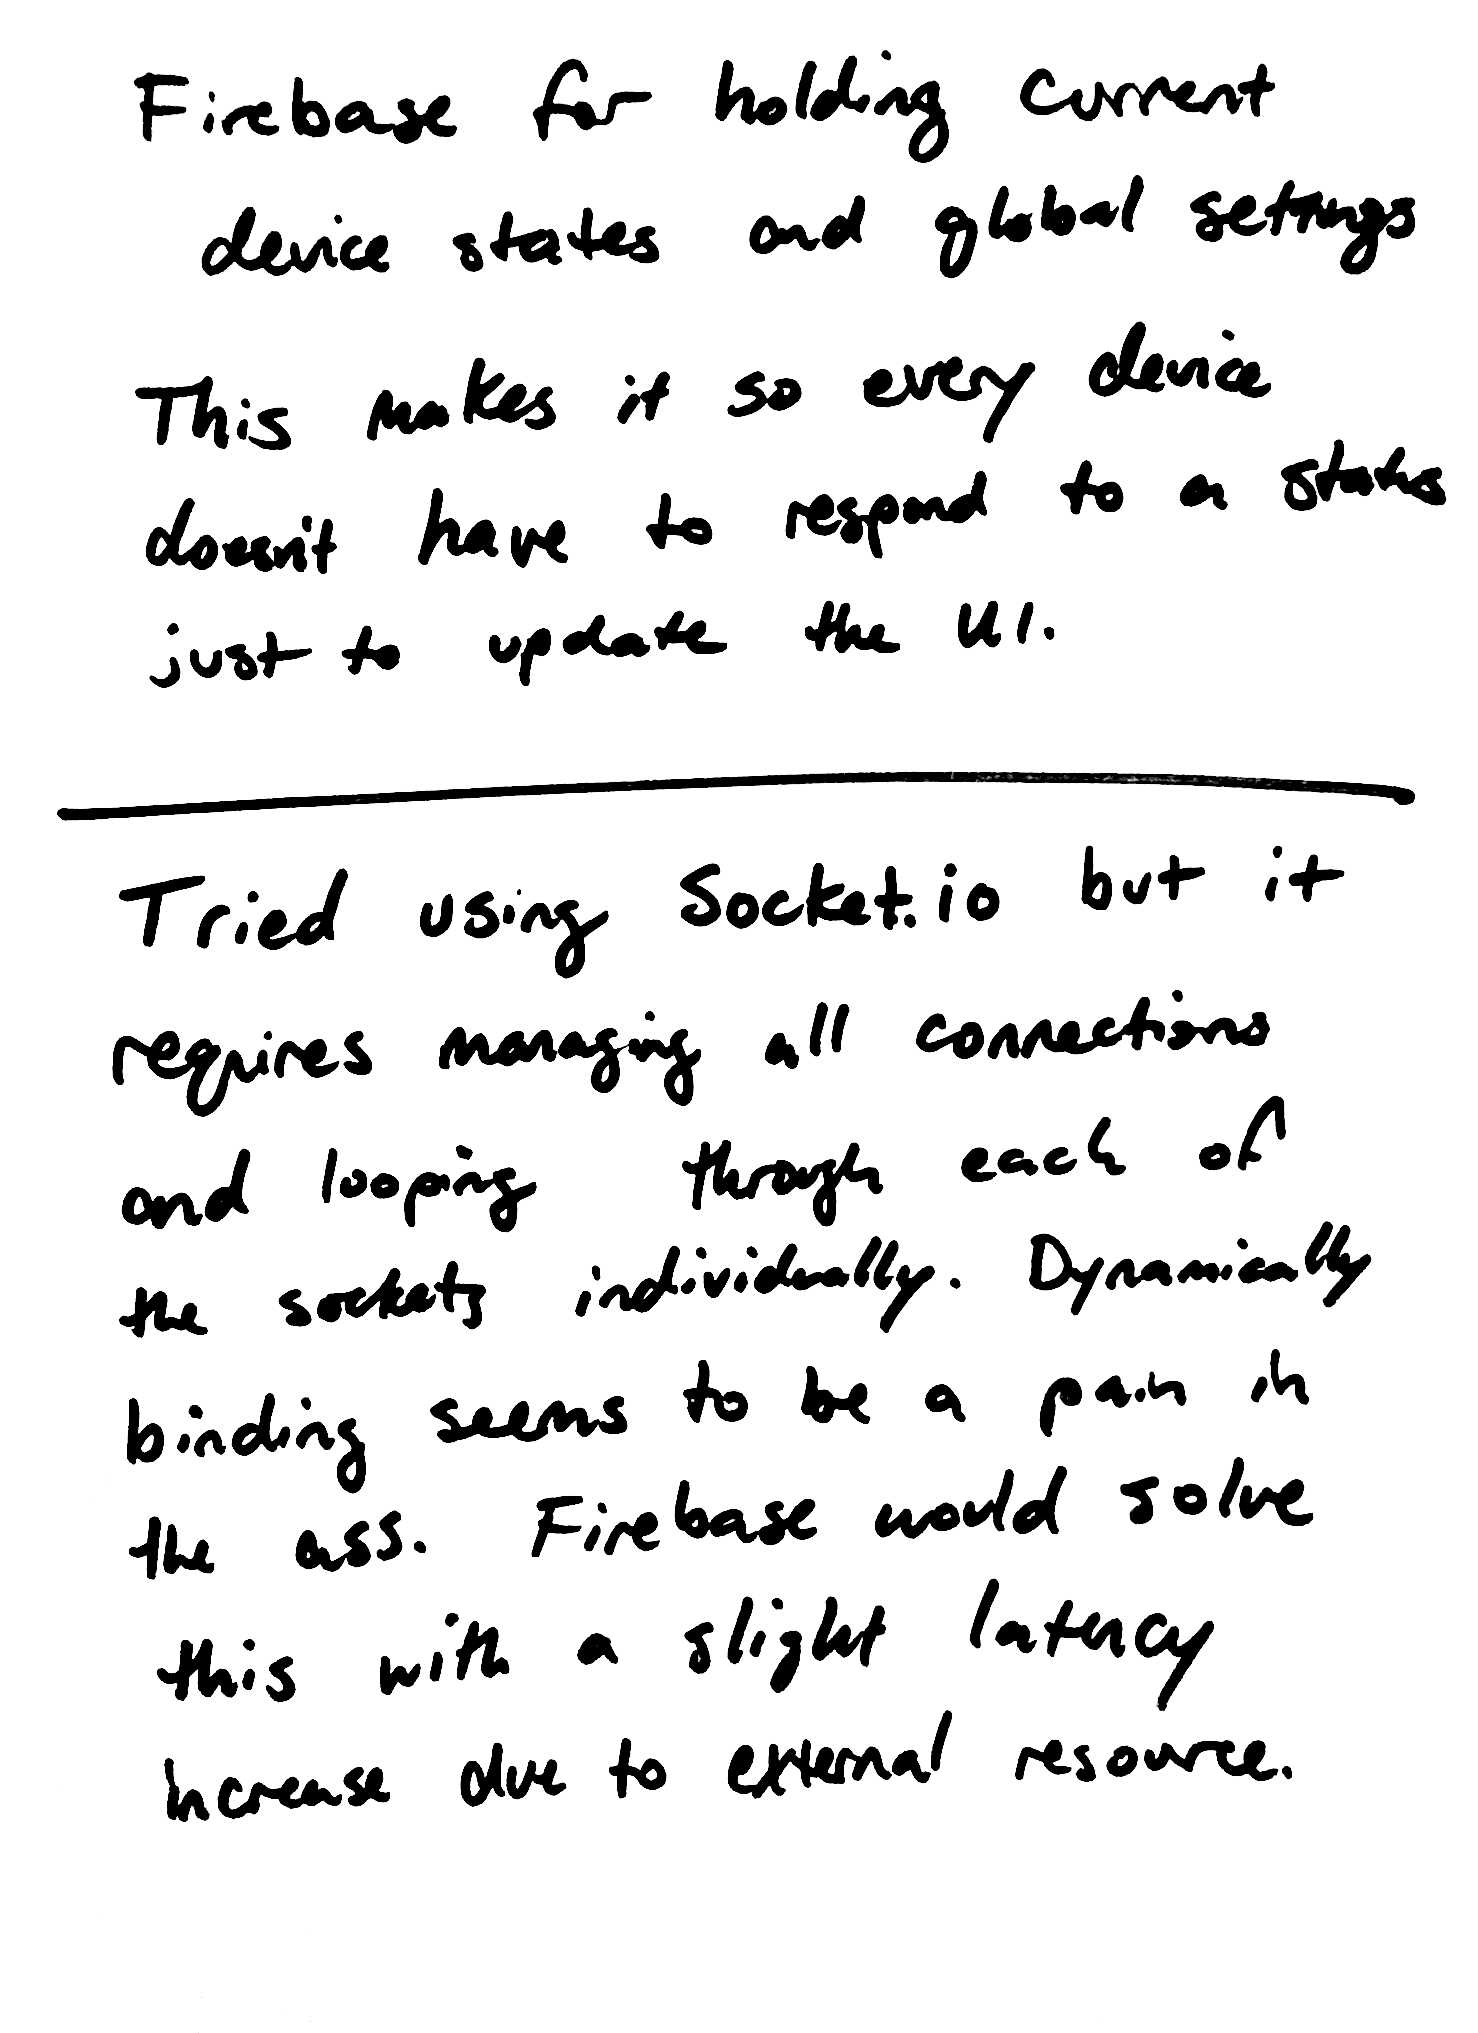 Firebase for holding current
device states and global settings
This makes it so every device
doesn't have to respond to a status
just to update the UI.
Tried using Socket.io but it
requires managing all connections
and looping through each of
the sockets individually. Dynamically
binding seems to be a pain in
the ass. Firebase would solve
this with a slight latency
increase due to external resource.